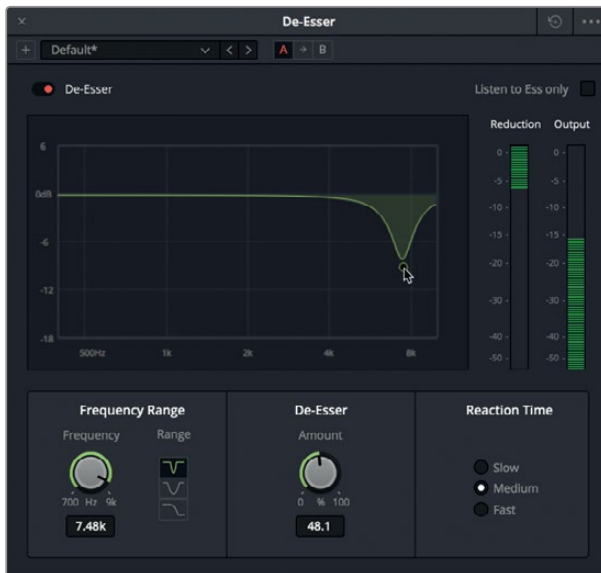 De-Esser
Default*
A
B
De-Esser
Listen to Ess only
Reduction Output
6
0dB
-6
-12
-18
500Hz 1k 2k 4k 8k
0
-5
-10
-15
-20
-30
-40
-50
0
-5
-10
-15
-20
-30
-40
-50
Frequency Range
Frequency Range
700 Hz 9k
7.48k
De-Esser
Amount
0 % 100
48.1
Reaction Time
Slow
Medium
Fast